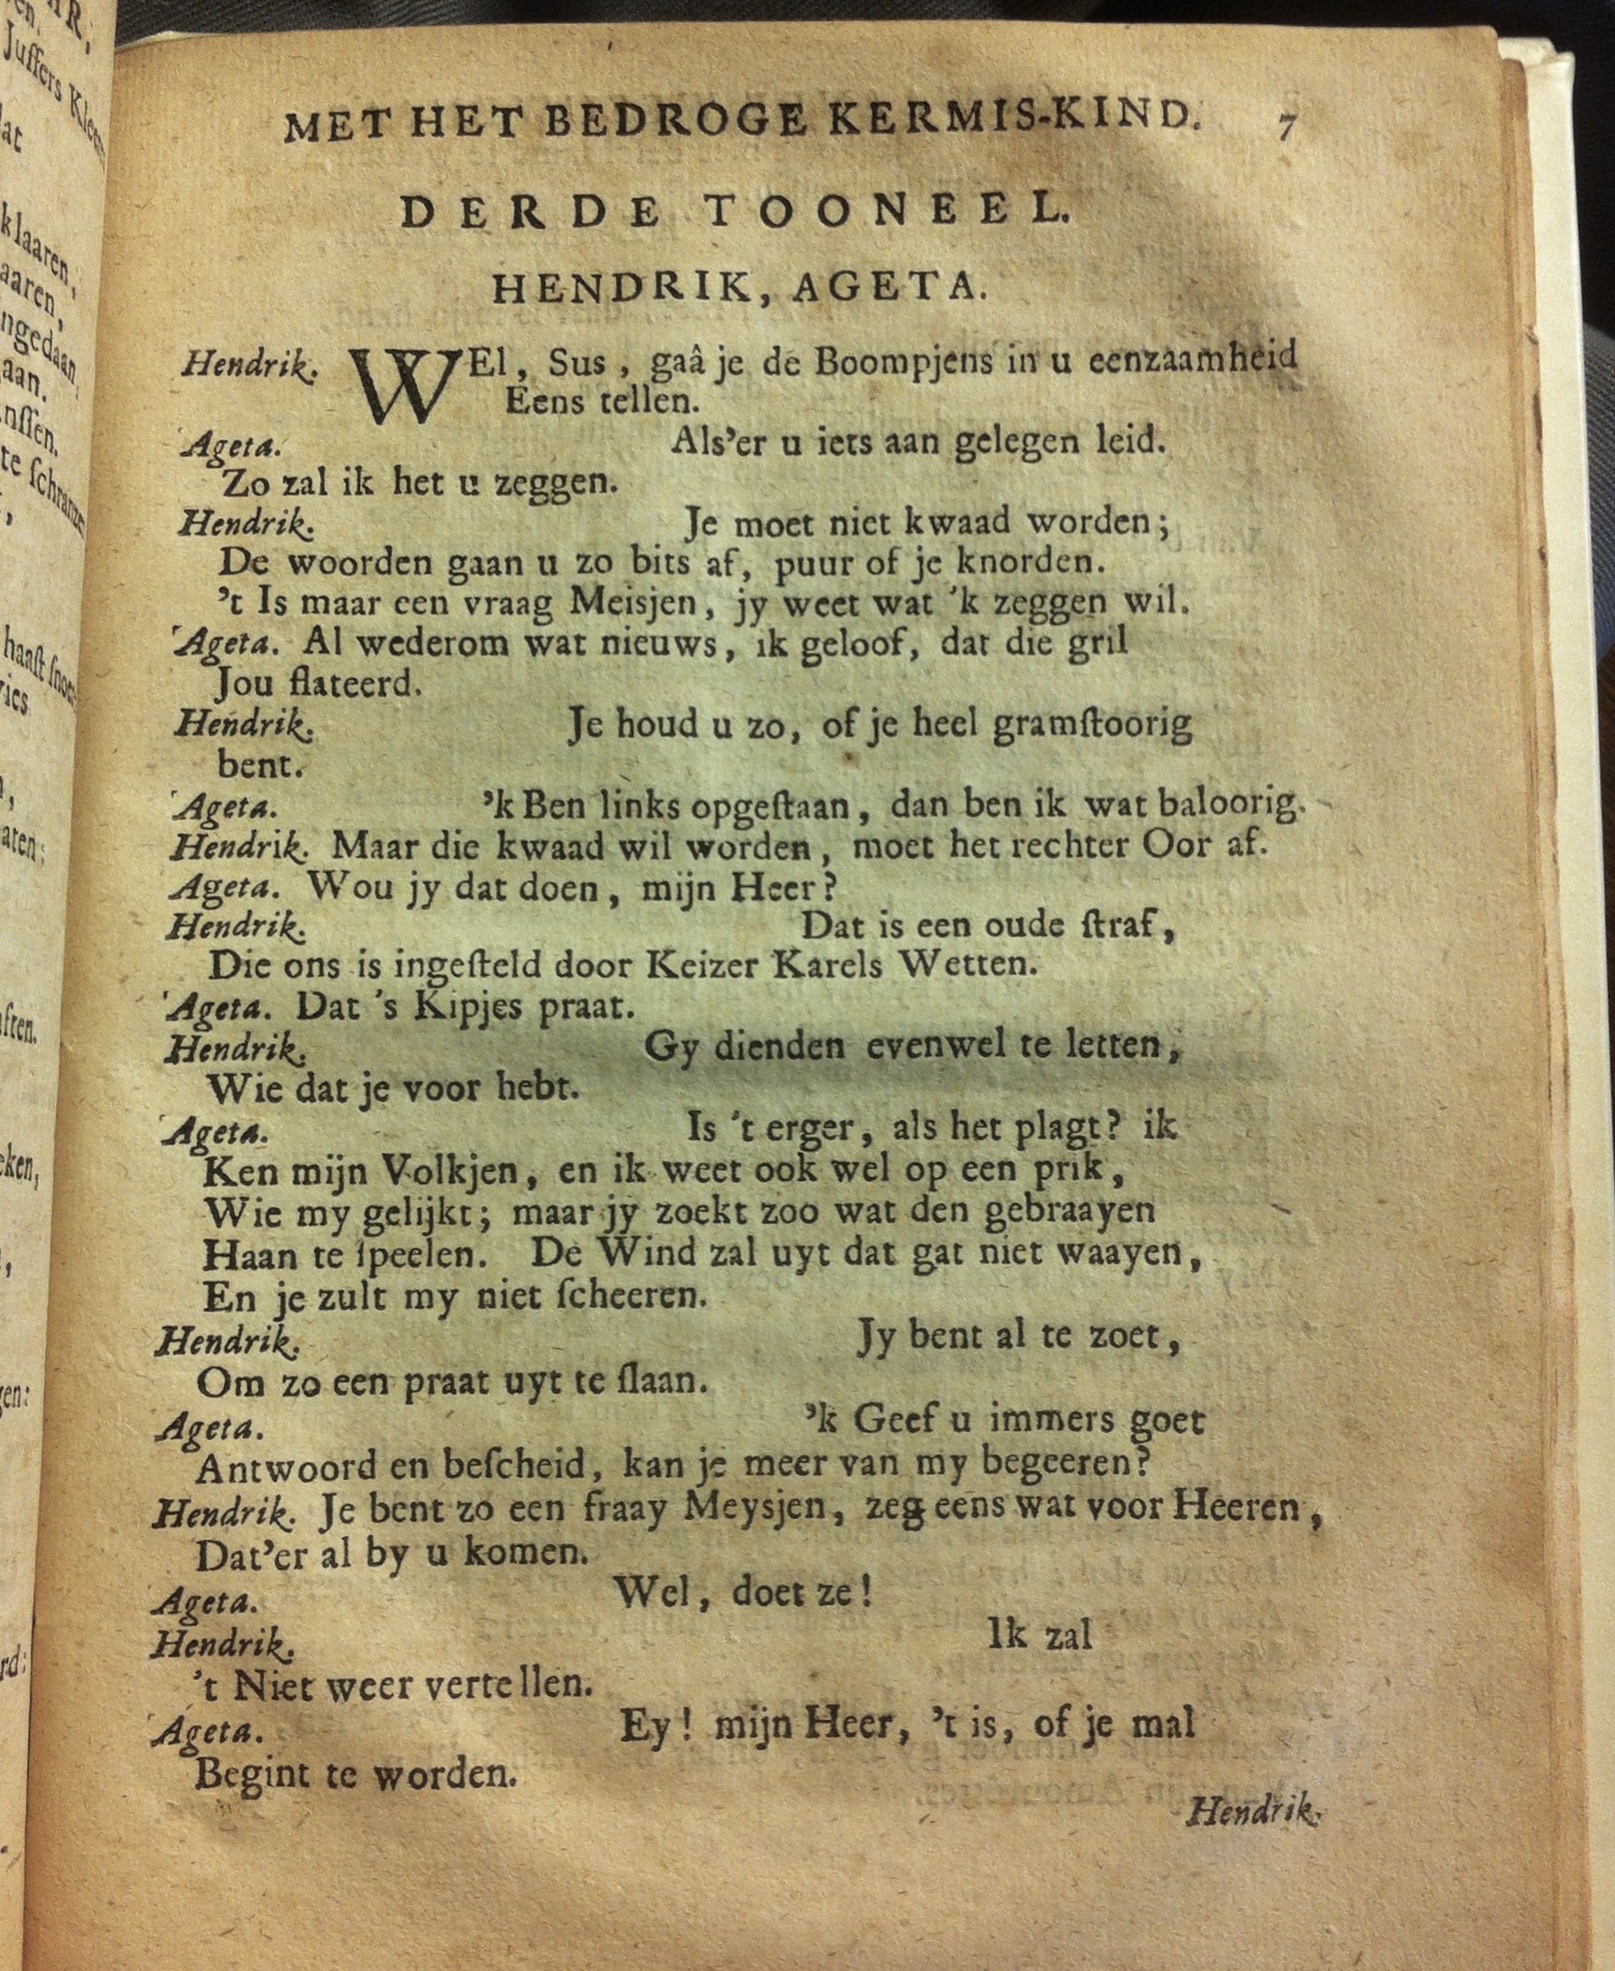 MET HET BEDROGE KERMIS-KIND. 7
DERDE TOONEEL.
HENDRIK, AGETA.
Hendrik. WEl, Sus, gaâ je de Boompjens in u eenzaamheid
Eens tellen.
Ageta. Als'er u iets aan gelegen leid.
Zo zal ik het u zeggen.
Hendrik. Je moet niet kwaad worden;
De woorden gaan u zo bits af, puur of je knorden.
't Is maar een vraag Meisjen, jy weet wat 'k zeggen wil.
Ageta. Al wederom wat nieuws, ik geloof, dat die gril
Jou flateerd.
Hendrik. Je houd u zo, of je heel gramſtoorig
bent.
Ageta. 'k Ben links opgeſtaan, dan ben ik wat baloorig.
Hendrik. Maar die kwaad wil worden, moet het rechter Oor af.
Ageta. Wou jy dat doen, mijn Heer?
Hendrik. Dat is een oude ſtraf,
Die ons is ingeſteld door Keizer Karels Wetten.
Ageta. Dat 's Kipjes praat.
Hendrik. Gy dienden evenwel te letten,
Wie dat je voor hebt.
Ageta. Is 't erger, als het plagt? ik
Ken mijn Volkjen, en ik weet ook wel op een prik,
Wie my gelijkt; maar jy zoekt zoo wat den gebraayen
Haan te ſpeelen. De Wind zal uyt dat gat niet waayen,
En je zult my niet ſcheeren.
Hendrik. Jy bent al te zoet,
Om zo een praat uyt te ſlaan.
Ageta. 'k Geef u immers goet
Antwoord en beſcheid, kan je meer van my begeeren?
Hendrik. Je bent zo een fraay Meysjen, zeg eens wat voor Heeren,
Dat'er al by u komen.
Ageta. Wel, doet ze!
Hendrik. Ik zal
't Niet weer vertellen.
Ageta. Ey! mijn Heer, 't is, of je mal
Begint te worden.
Hendrik.